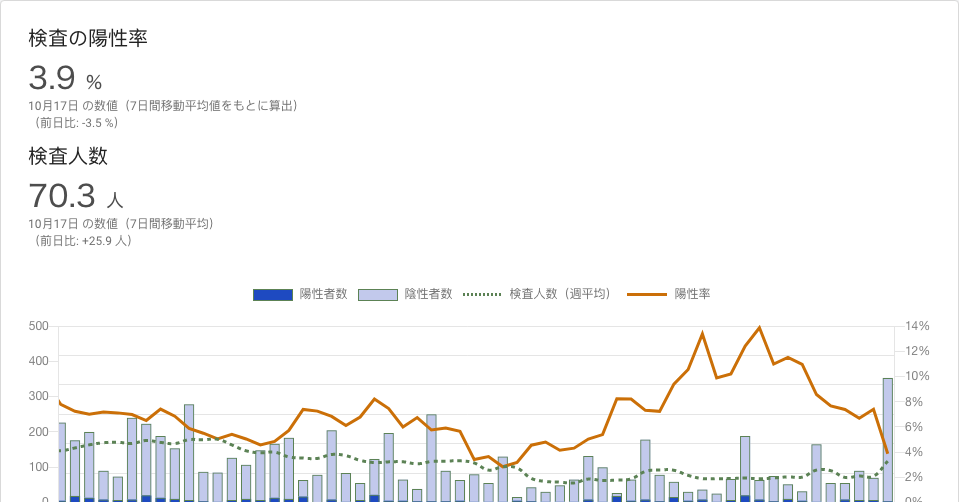 検査の陽性率
3.9 %
10月17日 の数値（7日間移動平均値をもとに算出）
（前日比: -3.5 %）
検査人数
70.3 人
10月17日 の数値（7日間移動平均）
（前日比: +25.9 人）
陽性者数 陰性者数 検査人数（週平均） 陽性率
500 14%
12%
400
10%
300 8%
200 6%
4%
100
2%
0 0%